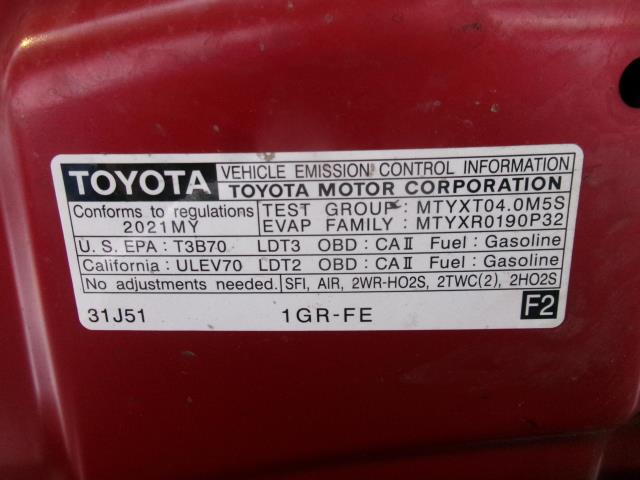 TOYOTA VEHICLE EMISSION CONTROL INFORMATION
TOYOTA MOTOR CORPORATION
Conforms to regulations TEST GROUP: MTYXT04.0M5S
2021MY EVAP FAMILY: MTYXR0190P32
U.S. EPA: T3B70 LDT3 OBD: CAII Fuel: Gasoline
California: ULEV70 LDT2 OBD: CAII Fuel: Gasoline
No adjustments needed. SFI, AIR, 2WR-HO2S, 2TWC(2), 2HO2S
31J51 1GR-FE F2